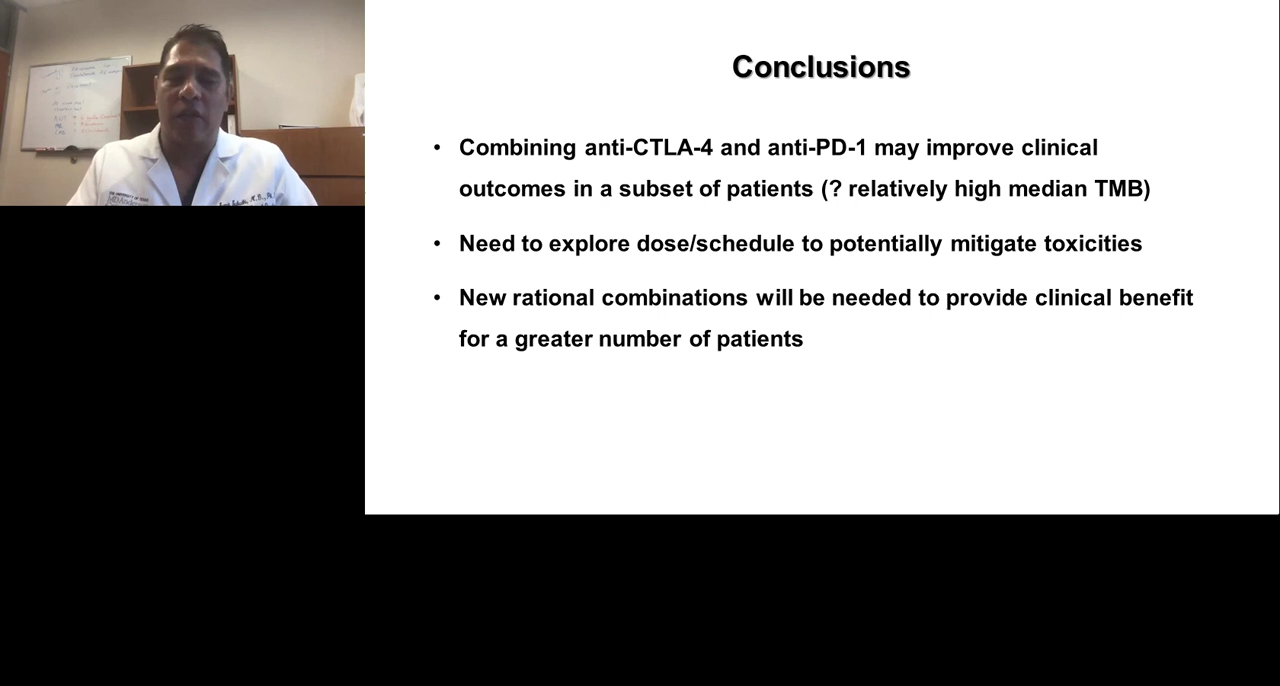 Conclusions
• Combining anti-CTLA-4 and anti-PD-1 may improve clinical
outcomes in a subset of patients (? relatively high median TMB)
• Need to explore dose/schedule to potentially mitigate toxicities
• New rational combinations will be needed to provide clinical benefit
for a greater number of patients